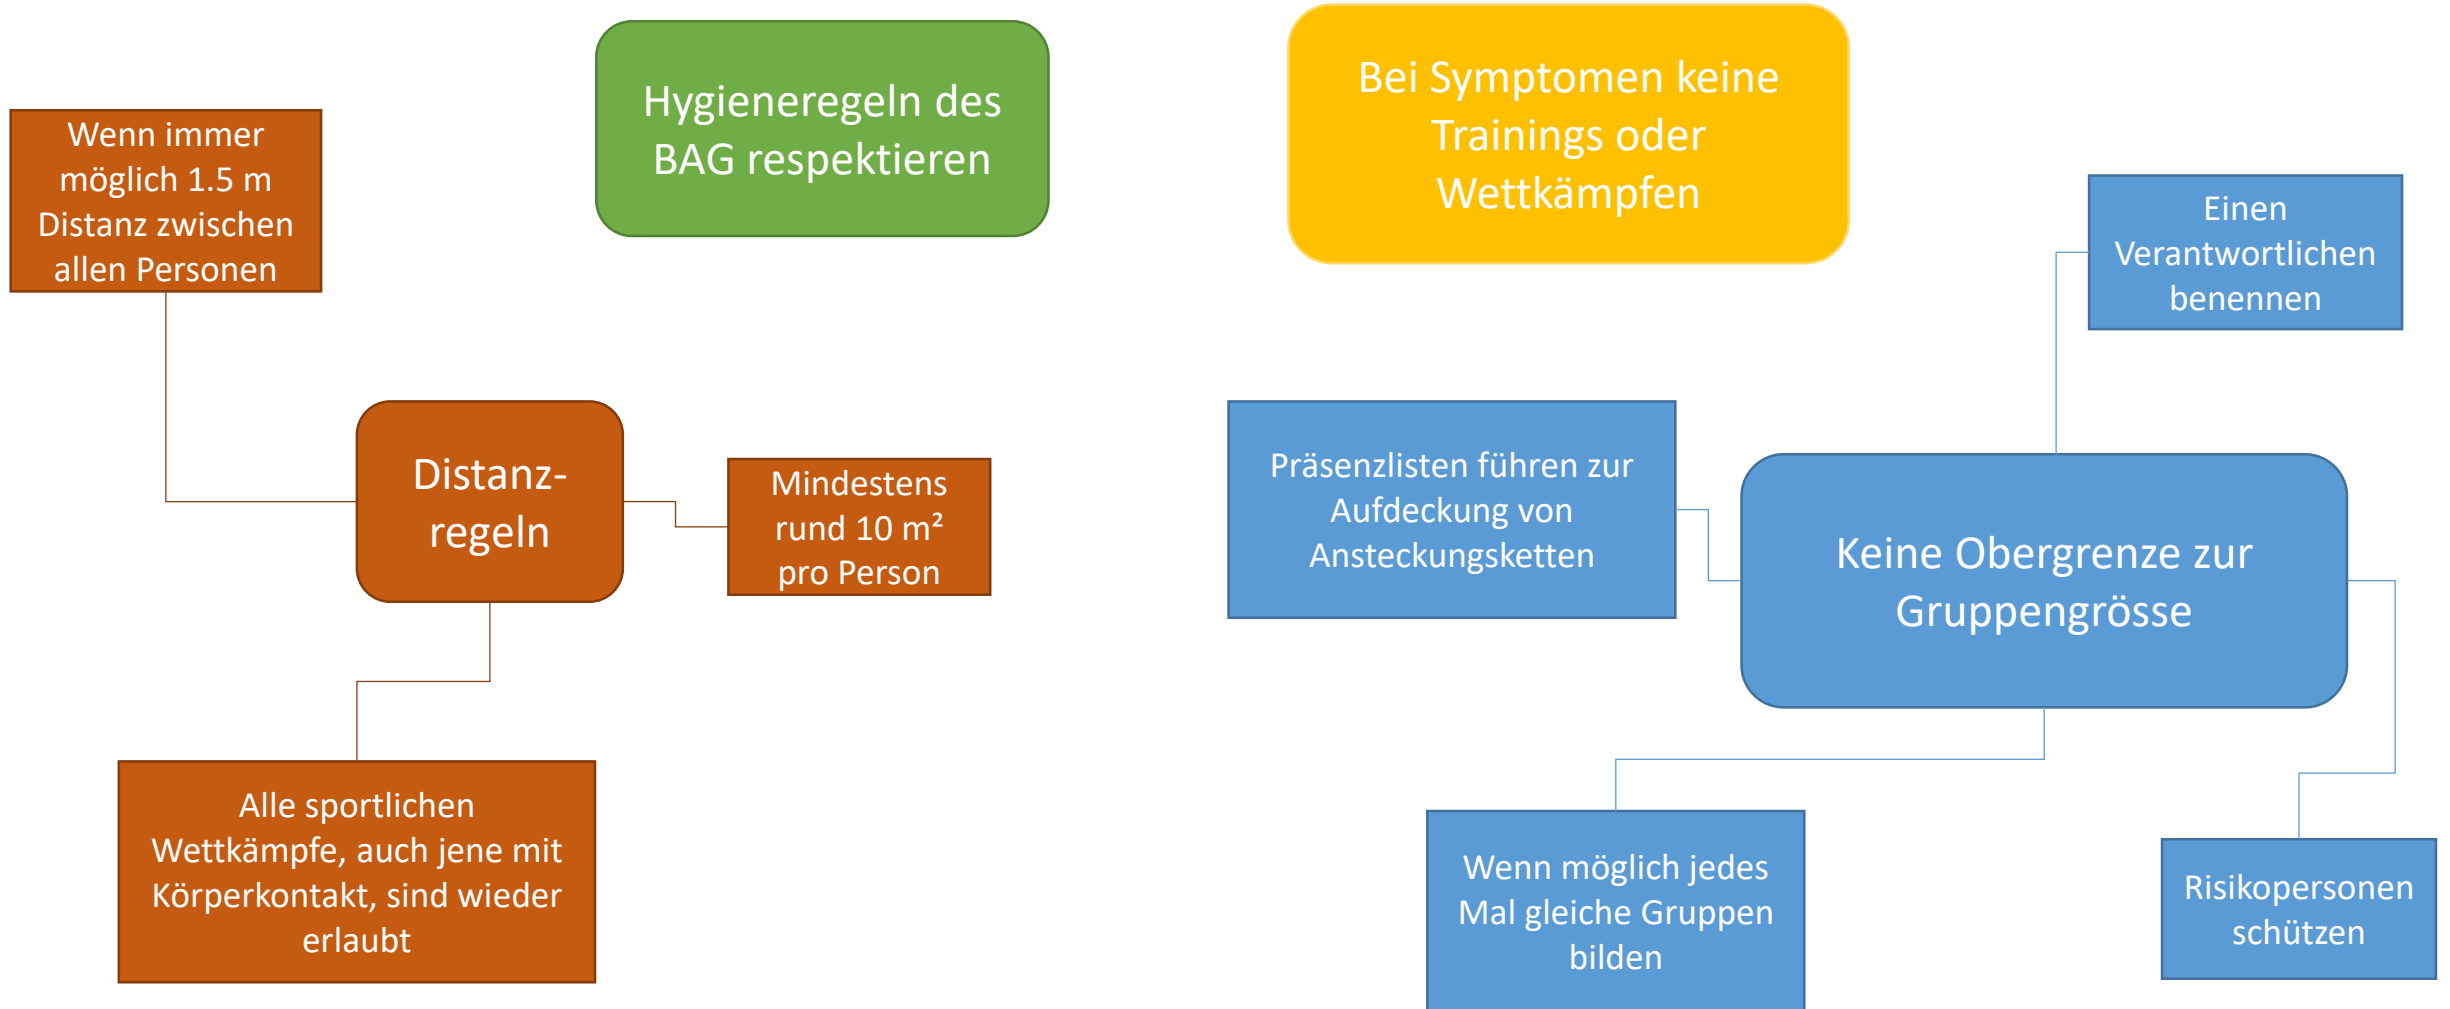 Wenn immer
möglich 1.5 m
Distanz zwischen
allen Personen
Hygieneregeln des
BAG respektieren
Bei Symptomen keine
Trainings oder
Wettkämpfen
Einen
Verantwortlichen
benennen
Distanz-
regeln
Mindestens
rund 10 m²
pro Person
Präsenzlisten führen zur
Aufdeckung von
Ansteckungsketten
Keine Obergrenze zur
Gruppengrösse
Alle sportlichen
Wettkämpfe, auch jene mit
Körperkontakt, sind wieder
erlaubt
Wenn möglich jedes
Mal gleiche Gruppen
bilden
Risikopersonen
schützen